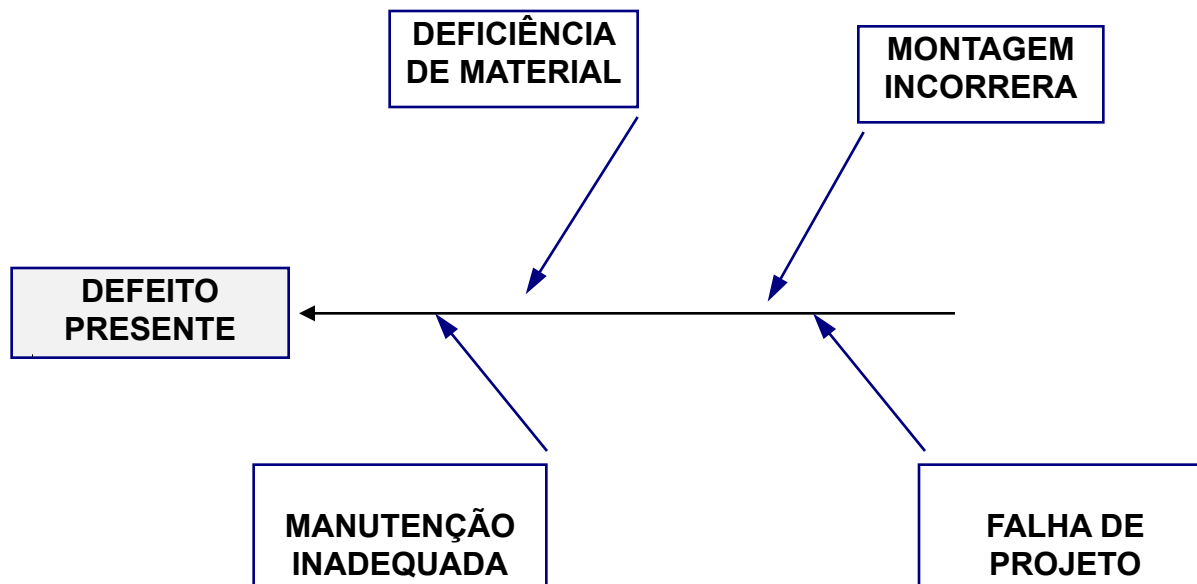 DEFICIÊNCIA
DE MATERIAL
MONTAGEM
INCORRERA
DEFEITO
PRESENTE
MANUTENÇÃO
INADEQUADA
FALHA DE
PROJETO